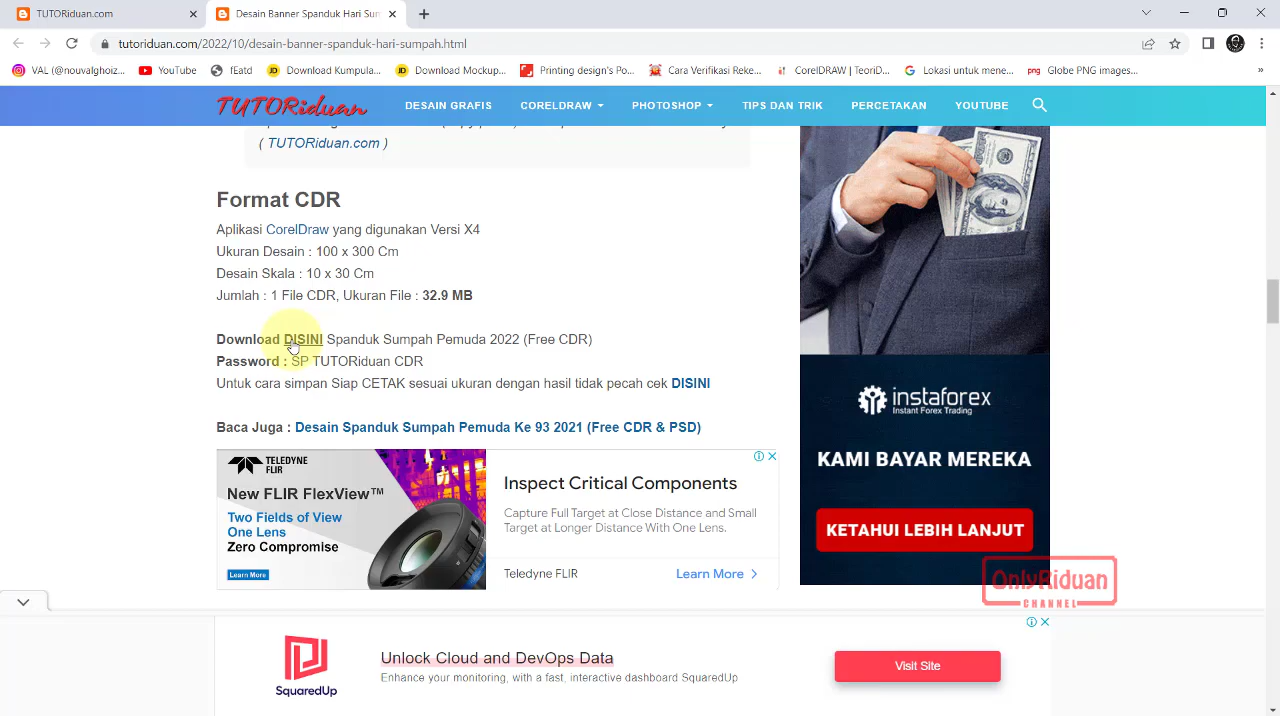 TUTORiduan.com
Desain Banner Spanduk Hari Sum
tutoriduan.com/2022/10/desain-banner-spanduk-hari-sumpah.html
VAL (@nouvalghoiz...
YouTube
fEatd
Download Kumpula...
Download Mockup...
Printing design's Po...
Cara Verifikasi Reke...
CorelDRAW | TeoriD...
Lokasi untuk mene...
Globe PNG images...
TUTORiduan
DESAIN GRAFIS
CORELDRAW
PHOTOSHOP
TIPS DAN TRIK
PERCETAKAN
YOUTUBE
( TUTORiduan.com )
Format CDR
Aplikasi CorelDraw yang digunakan Versi X4
Ukuran Desain : 100 x 300 Cm
Desain Skala : 10 x 30 Cm
Jumlah : 1 File CDR, Ukuran File : 32.9 MB
Download DISINI Spanduk Sumpah Pemuda 2022 (Free CDR)
Password : SP TUTORiduan CDR
Untuk cara simpan Siap CETAK sesuai ukuran dengan hasil tidak pecah cek DISINI
Baca Juga : Desain Spanduk Sumpah Pemuda Ke 93 2021 (Free CDR & PSD)
TELEDYNE
FLIR
New FLIR FlexView™
Two Fields of View
One Lens
Zero Compromise
Learn More
Inspect Critical Components
Capture Full Target at Close Distance and Small
Target at Longer Distance With One Lens.
Teledyne FLIR
Learn More
instaforex
Instant Forex Trading
KAMI BAYAR MEREKA
KETAHUI LEBIH LANJUT
OnlyRiduan
CHANNEL
SquaredUp
Unlock Cloud and DevOps Data
Enhance your monitoring, with a fast, interactive dashboard SquaredUp
Visit Site